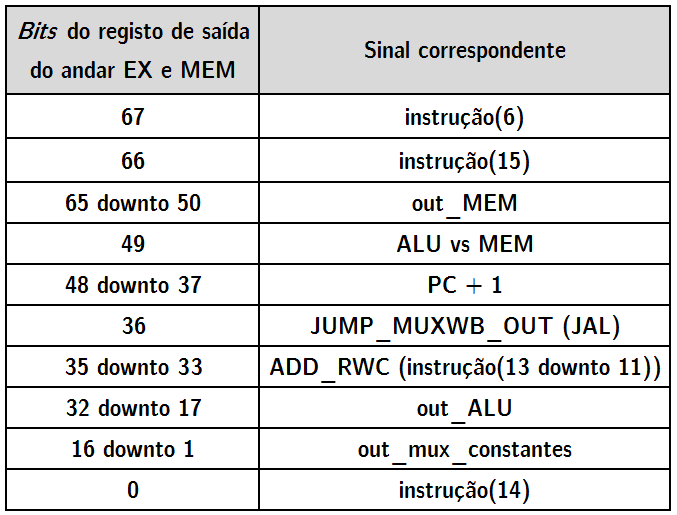 Bits do registo de saída
do andar EX e MEM
Sinal correspondente
67
instrução(6)
66
instrução(15)
65 downto 50
out_MEM
49
ALU vs MEM
48 downto 37
PC + 1
36
JUMP_MUXWB_OUT (JAL)
35 downto 33
ADD_RWC (instrução(13 downto 11))
32 downto 17
out_ALU
16 downto 1
out_mux_constantes
0
instrução(14)